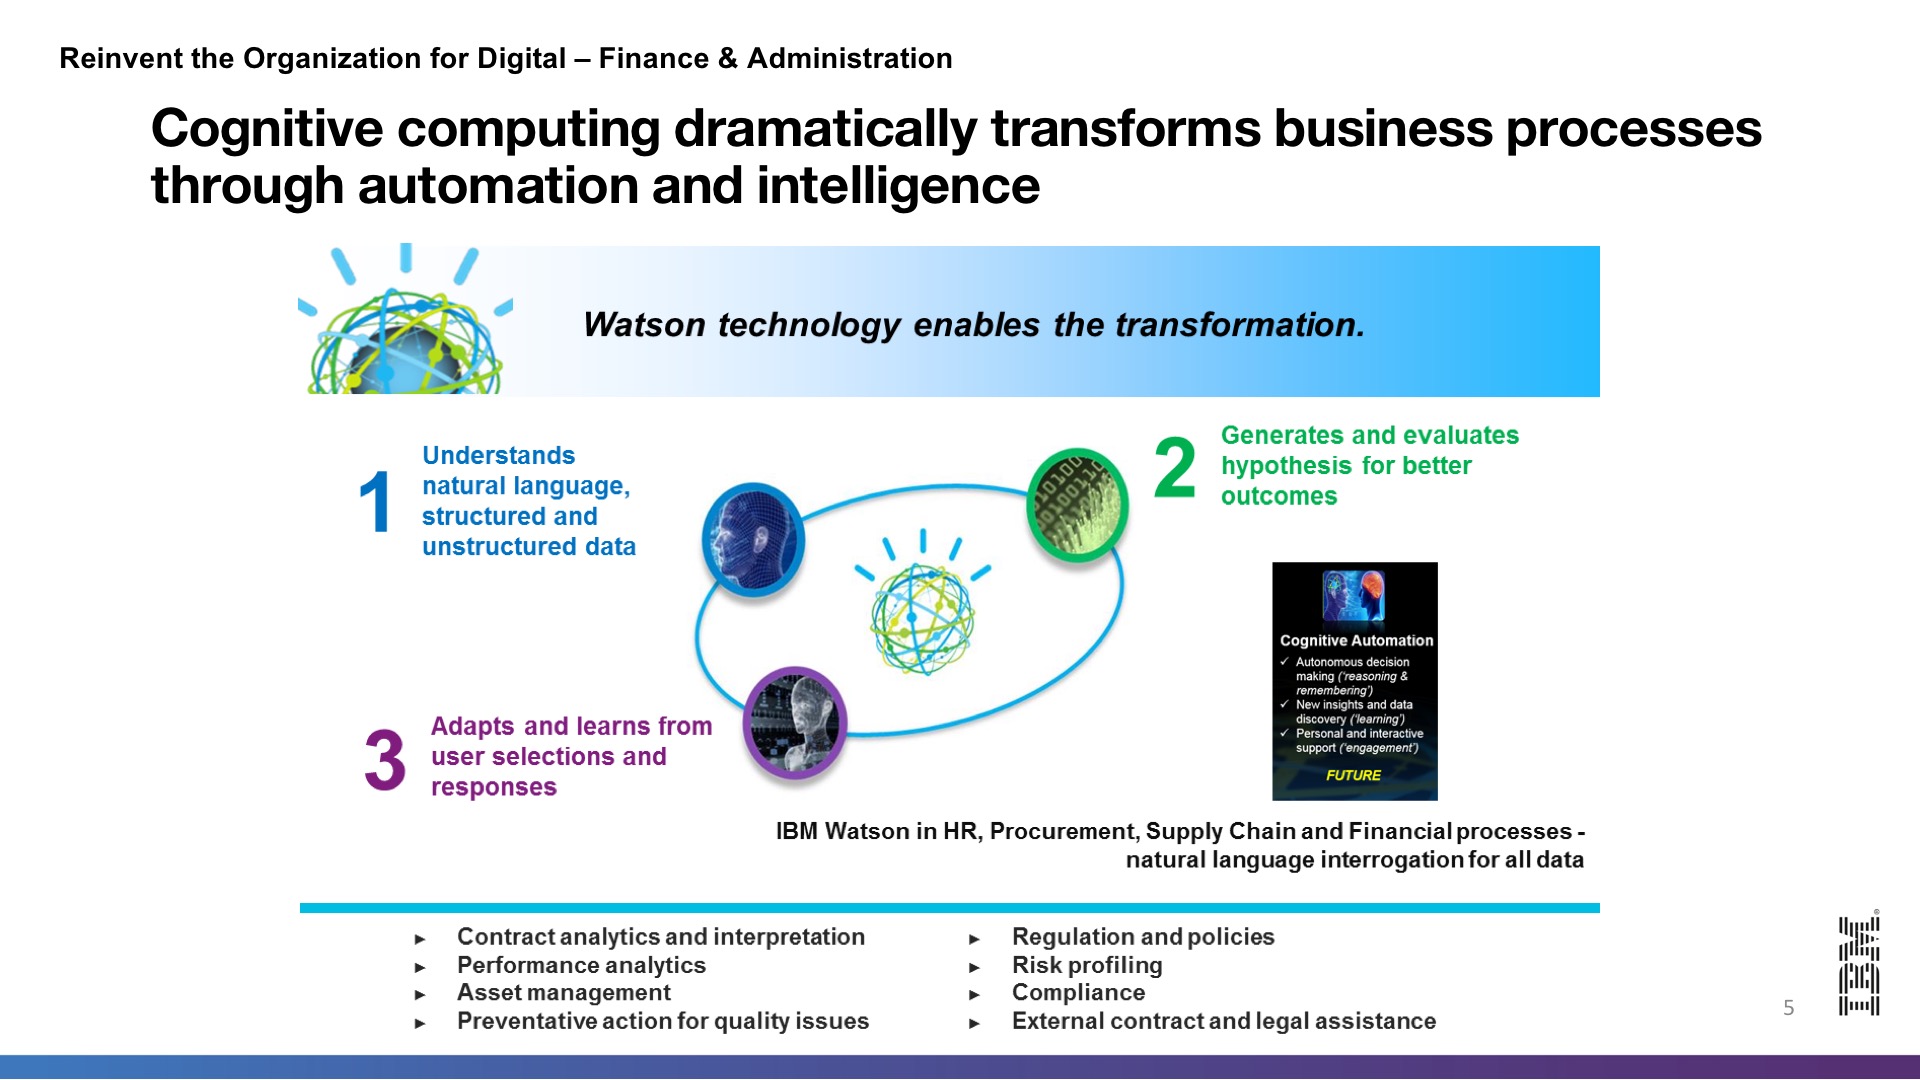 Reinvent the Organization for Digital – Finance & Administration
Cognitive computing dramatically transforms business processes
through automation and intelligence
Watson technology enables the transformation.
1
Understands
natural language,
structured and
unstructured data
2
Generates and evaluates
hypothesis for better
outcomes
3
Adapts and learns from
user selections and
responses
Cognitive Automation
✓ Autonomous decision
making (‘reasoning &
remembering’)
✓ New insights and data
discovery (‘learning’)
✓ Personal and interactive
support (‘engagement’)
FUTURE
IBM Watson in HR, Procurement, Supply Chain and Financial processes -
natural language interrogation for all data
► Contract analytics and interpretation
► Performance analytics
► Asset management
► Preventative action for quality issues
► Regulation and policies
► Risk profiling
► Compliance
► External contract and legal assistance
5
IBM®